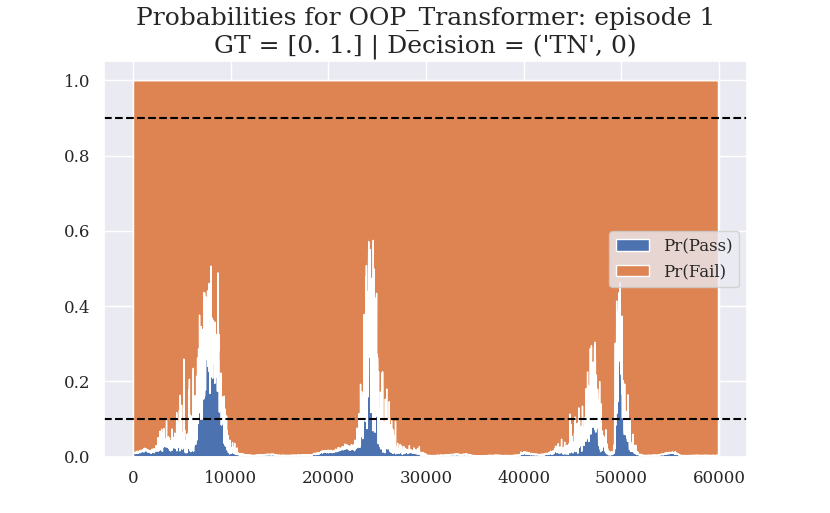 Probabilities for OOP_Transformer: episode 1
GT = [0. 1.] | Decision = ('TN', 0)
1.0
0.8
0.6
0.4
0.2
0.0
Pr(Pass)
Pr(Fail)
0 10000 20000 30000 40000 50000 60000